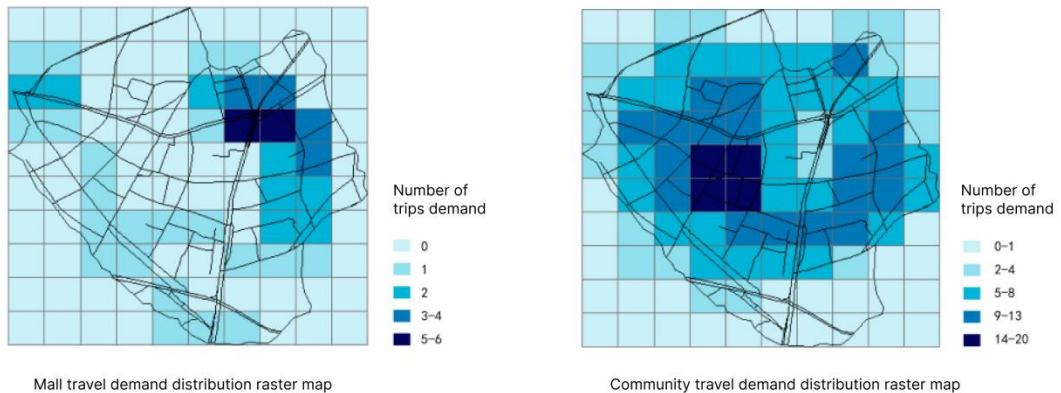 Number of
trips demand
0
1
2
3-4
5-6
Mall travel demand distribution raster map
Number of
trips demand
0-1
2-4
5-8
9-13
14-20
Community travel demand distribution raster map